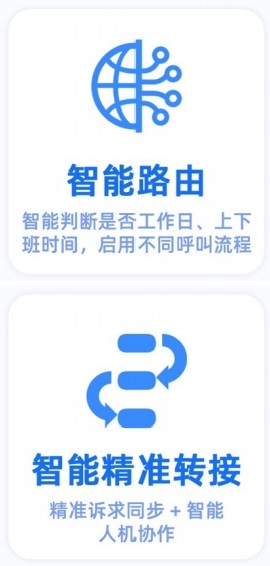 智能路由
智能判断是否工作日、上下
班时间，启用不同呼叫流程
智能精准转接
精准诉求同步 + 智能
人机协作